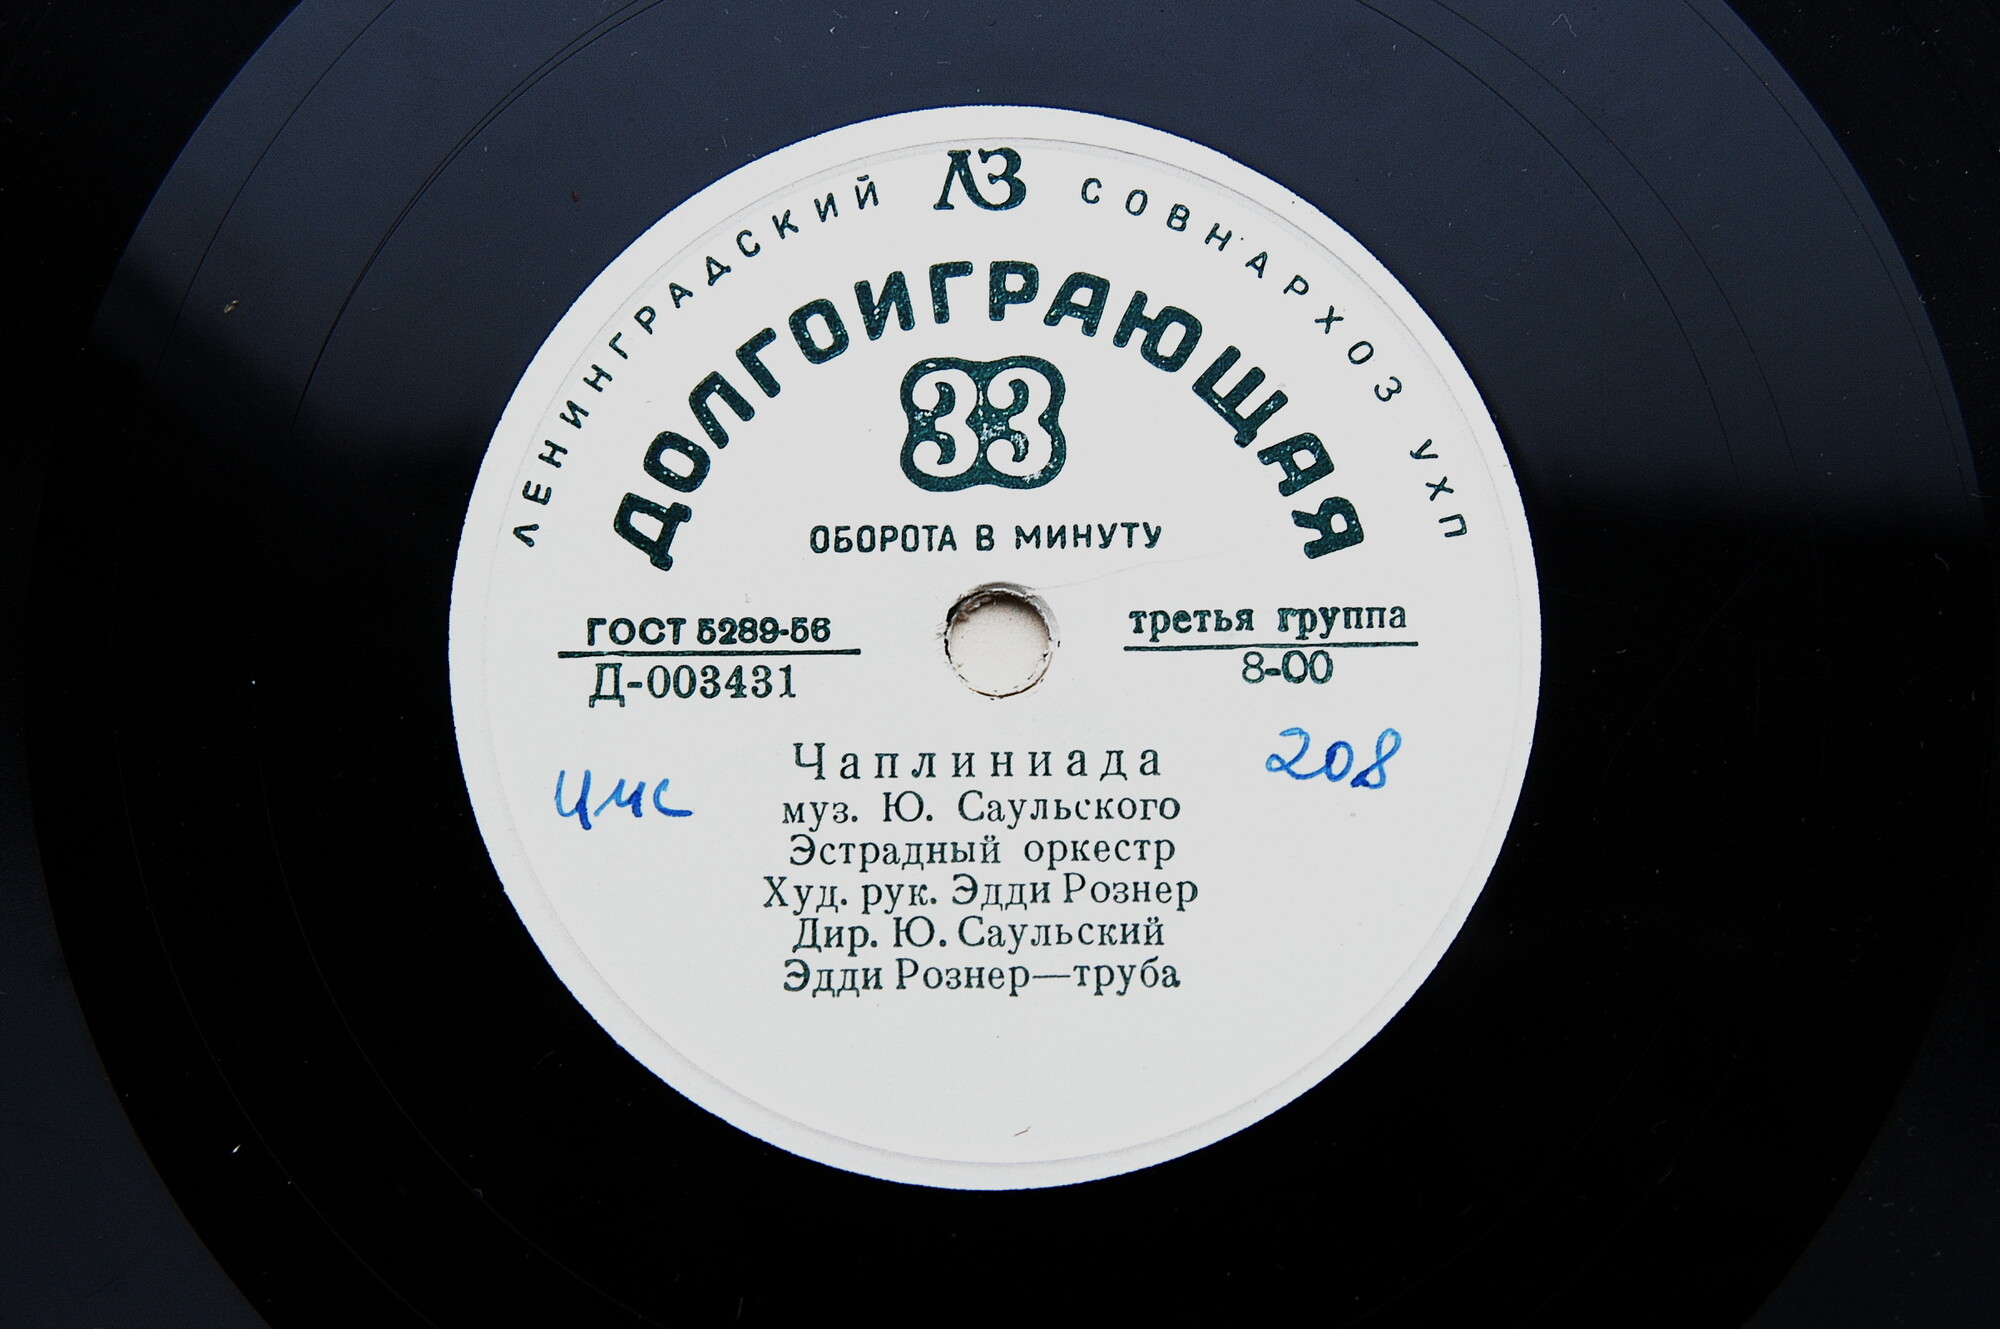 ЛЕНИНГРАДСКИЙ ЛЗ СОВНАРХОЗ УХП
ДОЛГОИГРАЮЩАЯ
33
ОБОРОТА В МИНУТУ
ГОСТ 5289-56
Д-003431
третья группа
8-00
208
Чаплиниада
муз. Ю. Саульского
Эстрадный оркестр
Худ. рук. Эдди Рознер
Дир. Ю. Саульский
Эдди Рознер—труба